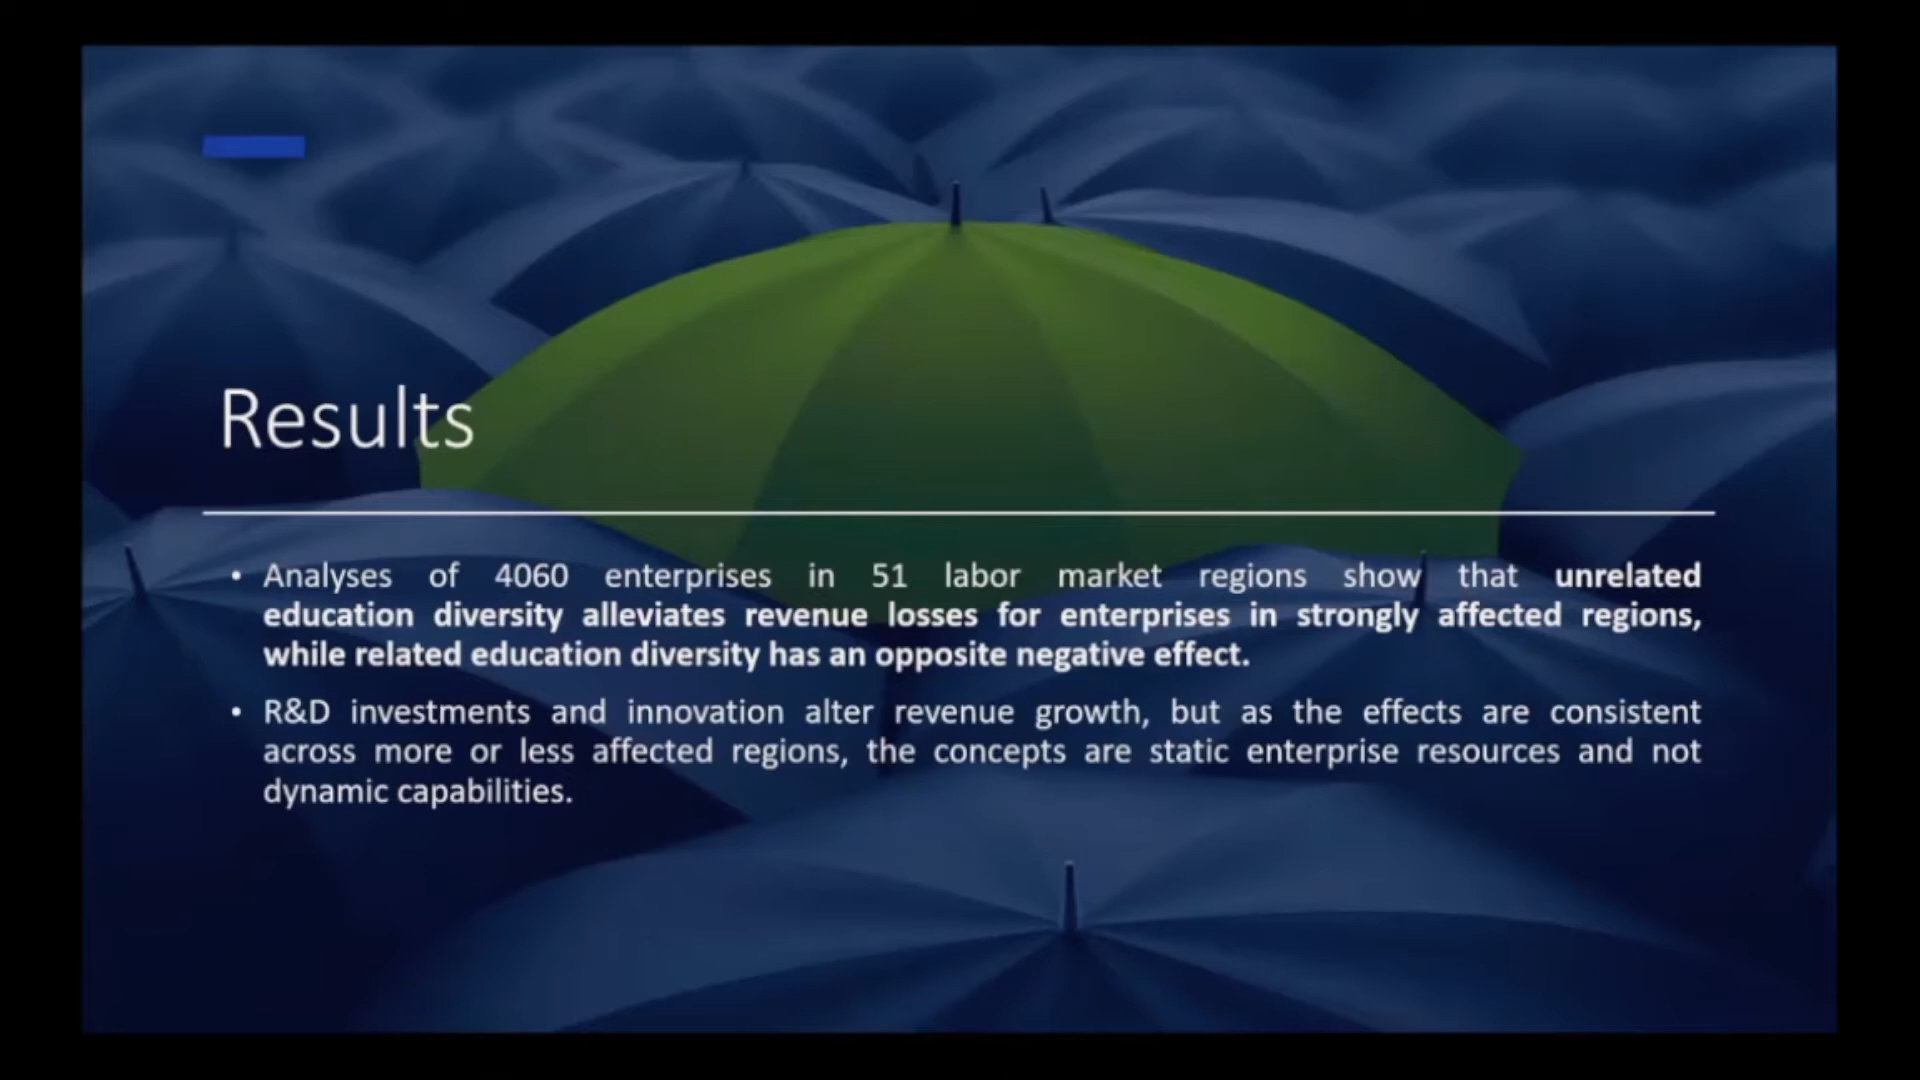 Results
• Analyses of 4060 enterprises in 51 labor market regions show that unrelated
education diversity alleviates revenue losses for enterprises in strongly affected regions,
while related education diversity has an opposite negative effect.
• R&D investments and innovation alter revenue growth, but as the effects are consistent
across more or less affected regions, the concepts are static enterprise resources and not
dynamic capabilities.